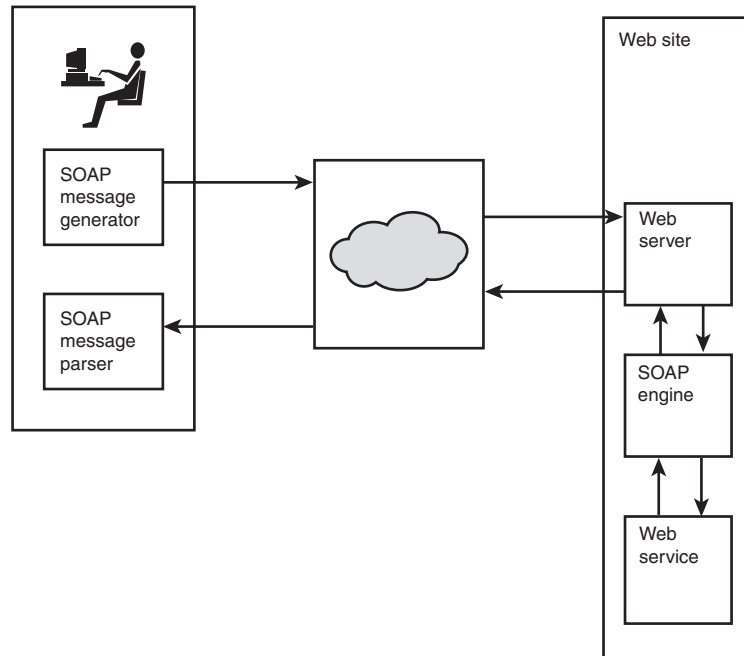 Web site
SOAP
message
generator
Web
server
SOAP
message
parser
SOAP
engine
Web
service